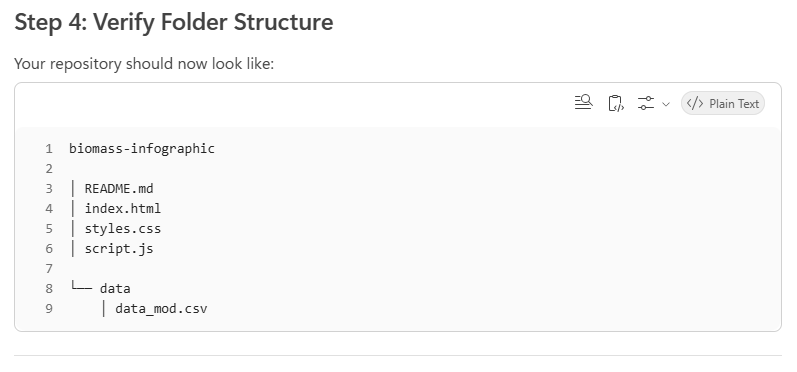 Step 4: Verify Folder Structure
Your repository should now look like:
</> Plain Text
1 biomass-infographic
2
3 │ README.md
4 │ index.html
5 │ styles.css
6 │ script.js
7
8 └── data
9     │ data_mod.csv